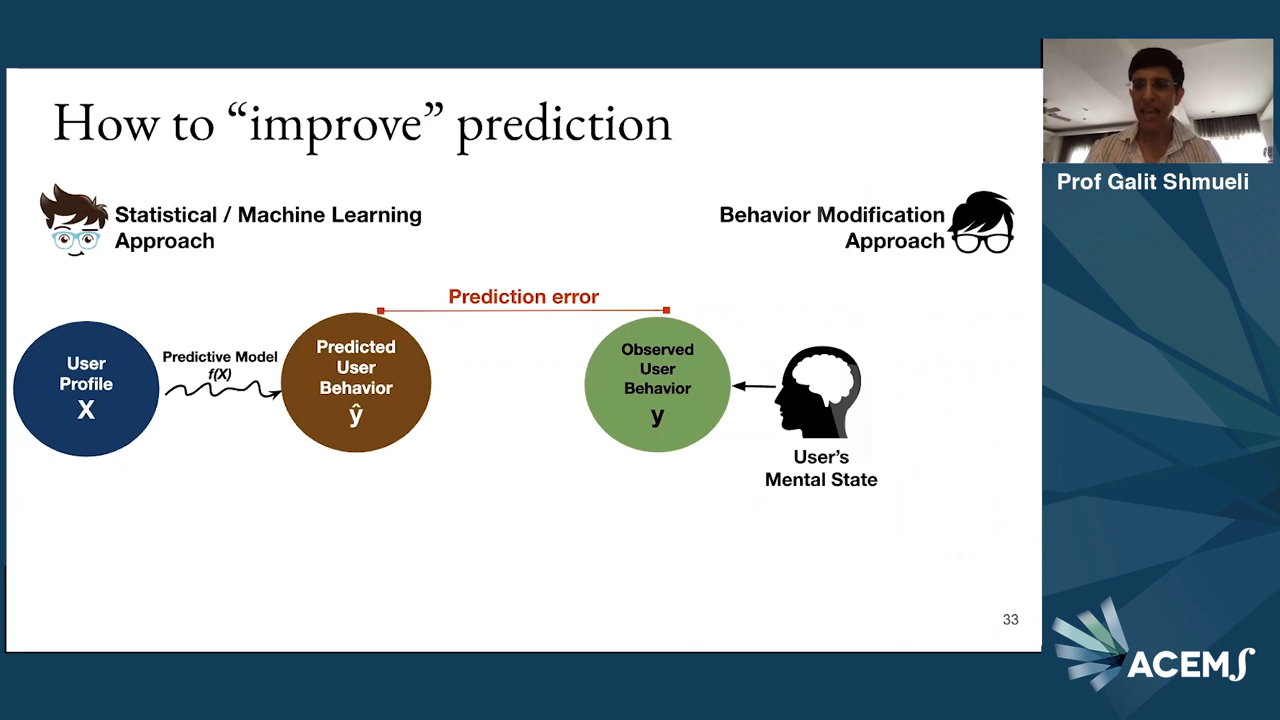 How to “improve” prediction
Statistical / Machine Learning
Approach
Behavior Modification
Approach
Prediction error
User
Profile
X
Predictive Model
f(X)
Predicted
User
Behavior
ŷ
Observed
User
Behavior
y
User’s
Mental State
33
Prof Galit Shmueli
ACEMS